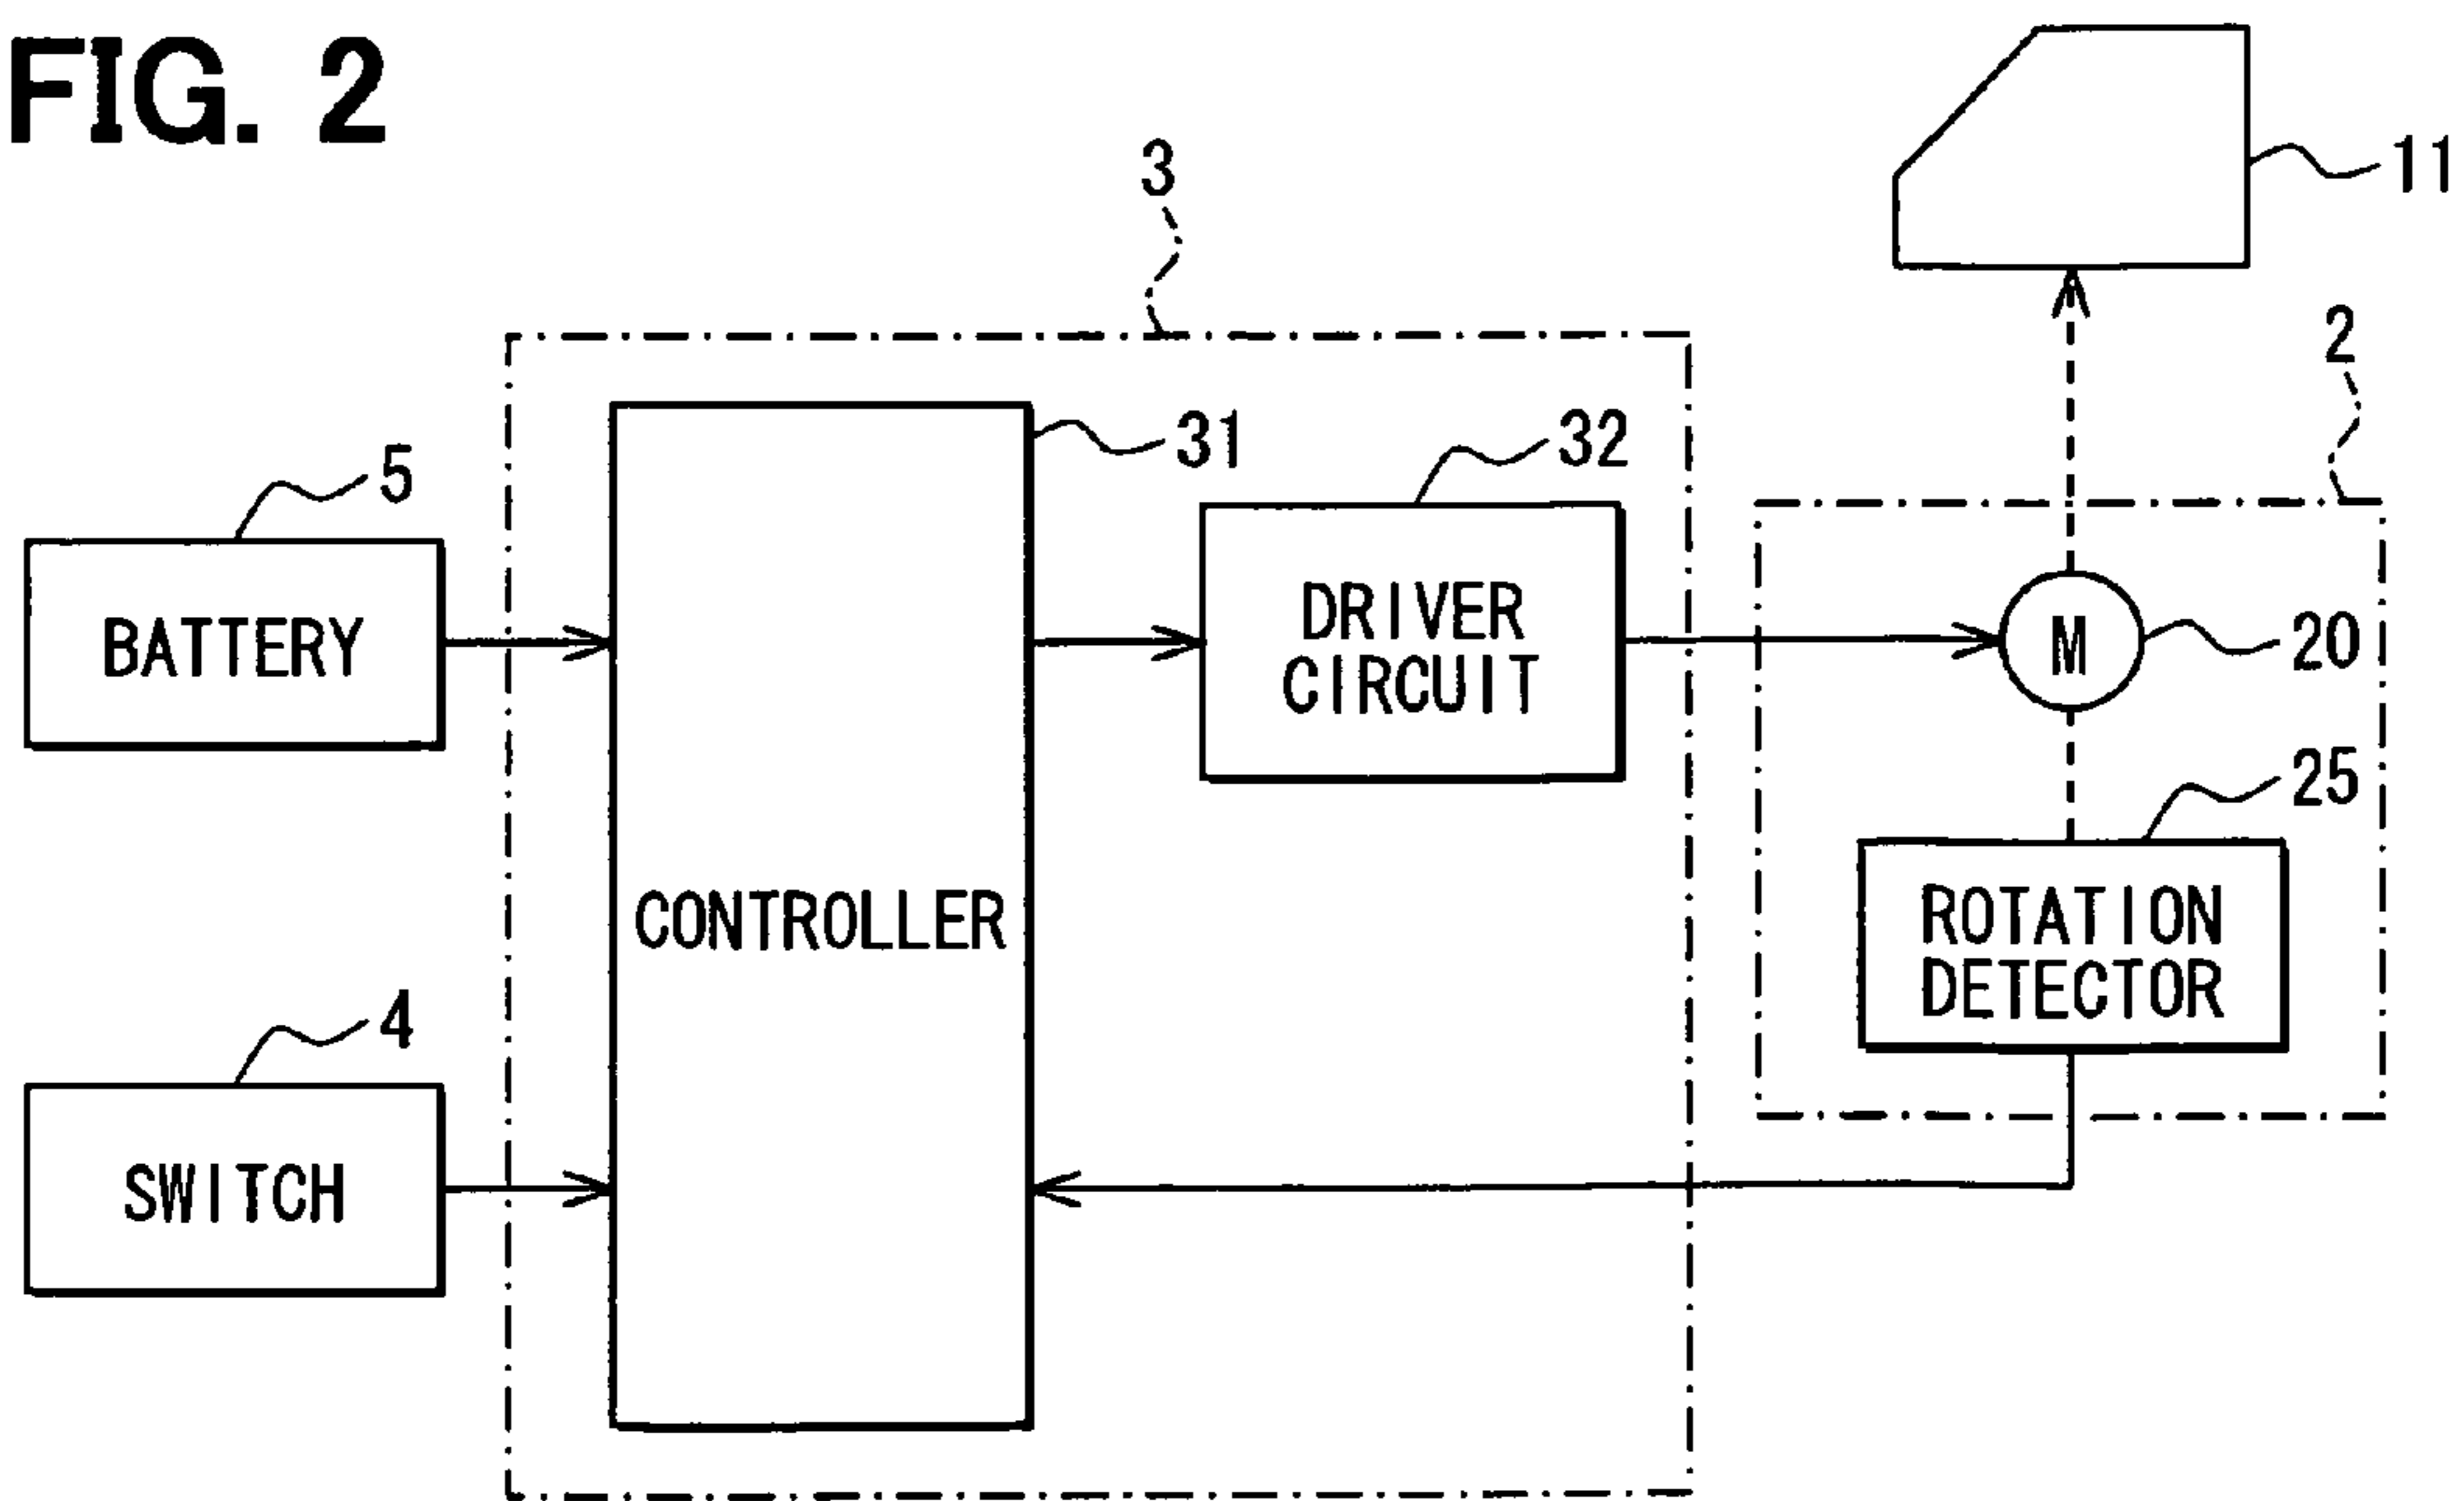 FIG. 2
3
11
2
31
32
5
BATTERY
DRIVER
CIRCUIT
M
20
25
CONTROLLER
ROTATION
DETECTOR
4
SWITCH